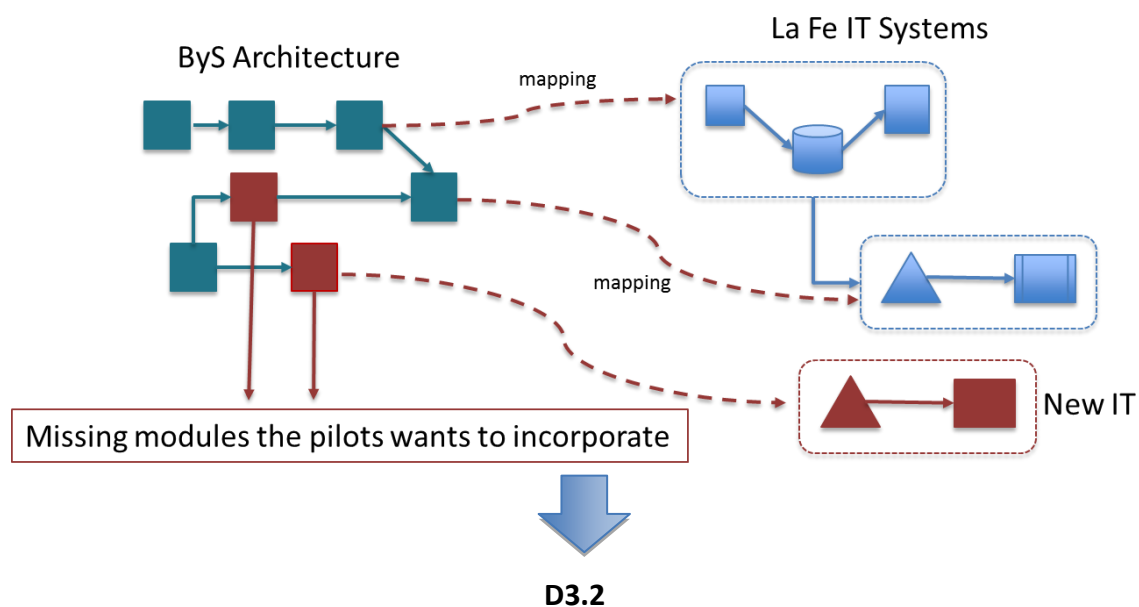 La Fe IT Systems
ByS Architecture
mapping
mapping
New IT
Missing modules the pilots wants to incorporate
D3.2